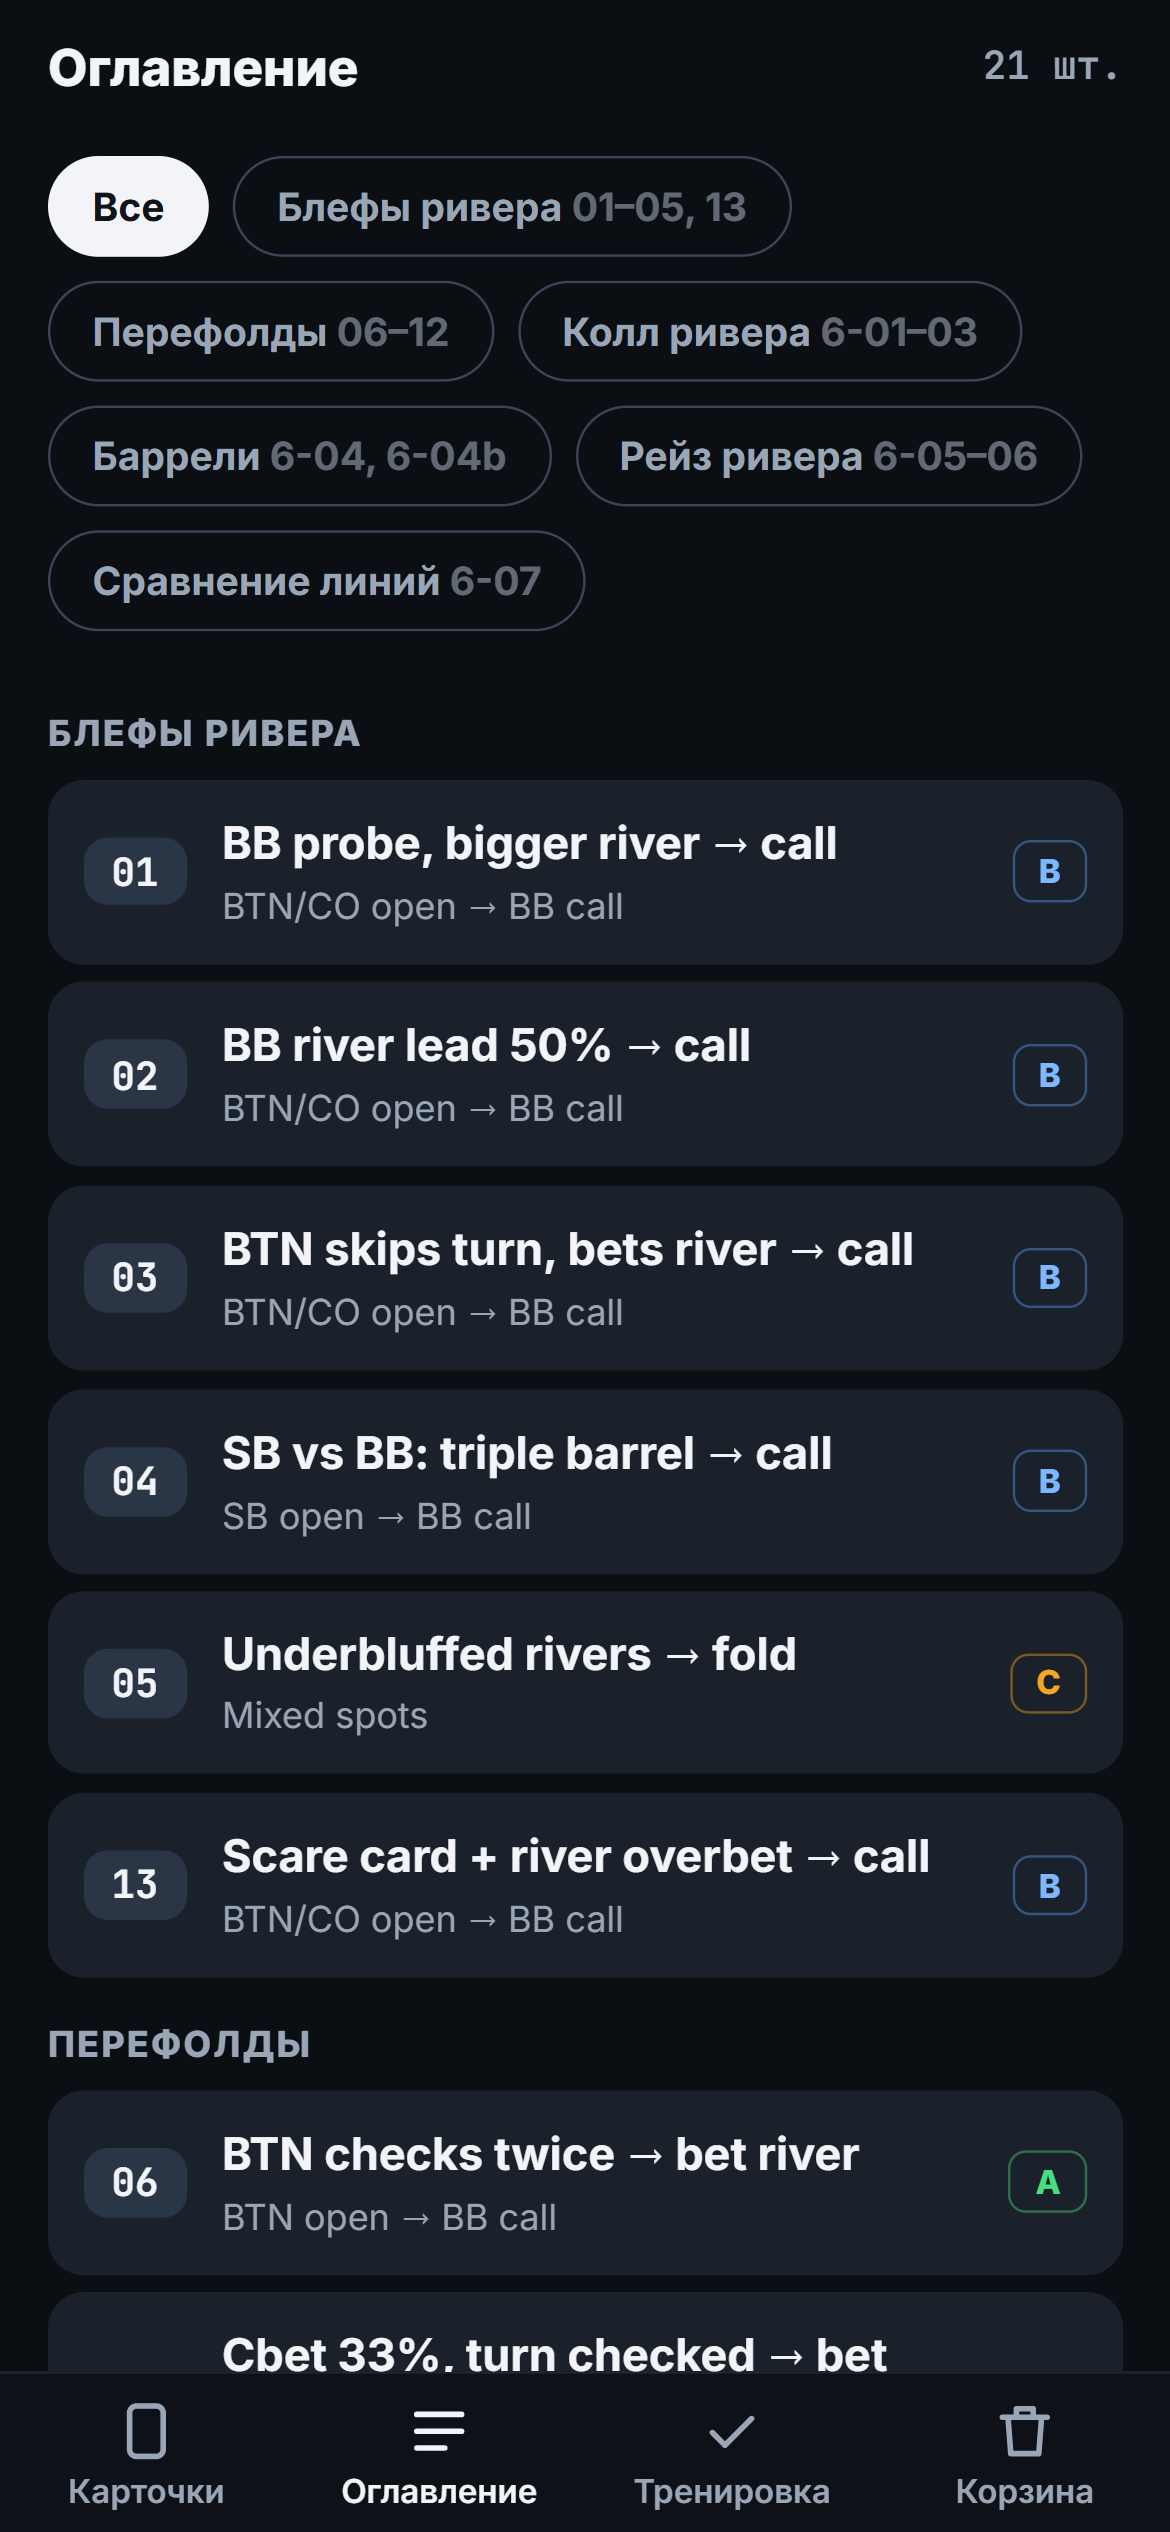 Оглавление
21 шт.
Все
Блефы ривера 01–05, 13
Перефолды 06–12
Колл ривера 6-01–03
Баррели 6-04, 6-04b
Рейз ривера 6-05–06
Сравнение линий 6-07
БЛЕФЫ РИВЕРА
01
BB probe, bigger river → call
BTN/CO open → BB call
B
02
BB river lead 50% → call
BTN/CO open → BB call
B
03
BTN skips turn, bets river → call
BTN/CO open → BB call
B
04
SB vs BB: triple barrel → call
SB open → BB call
B
05
Underbluffed rivers → fold
Mixed spots
C
13
Scare card + river overbet → call
BTN/CO open → BB call
B
ПЕРЕФОЛДЫ
06
BTN checks twice → bet river
BTN open → BB call
A
Cbet 33%, turn checked → bet
Карточки
Оглавление
Тренировка
Корзина